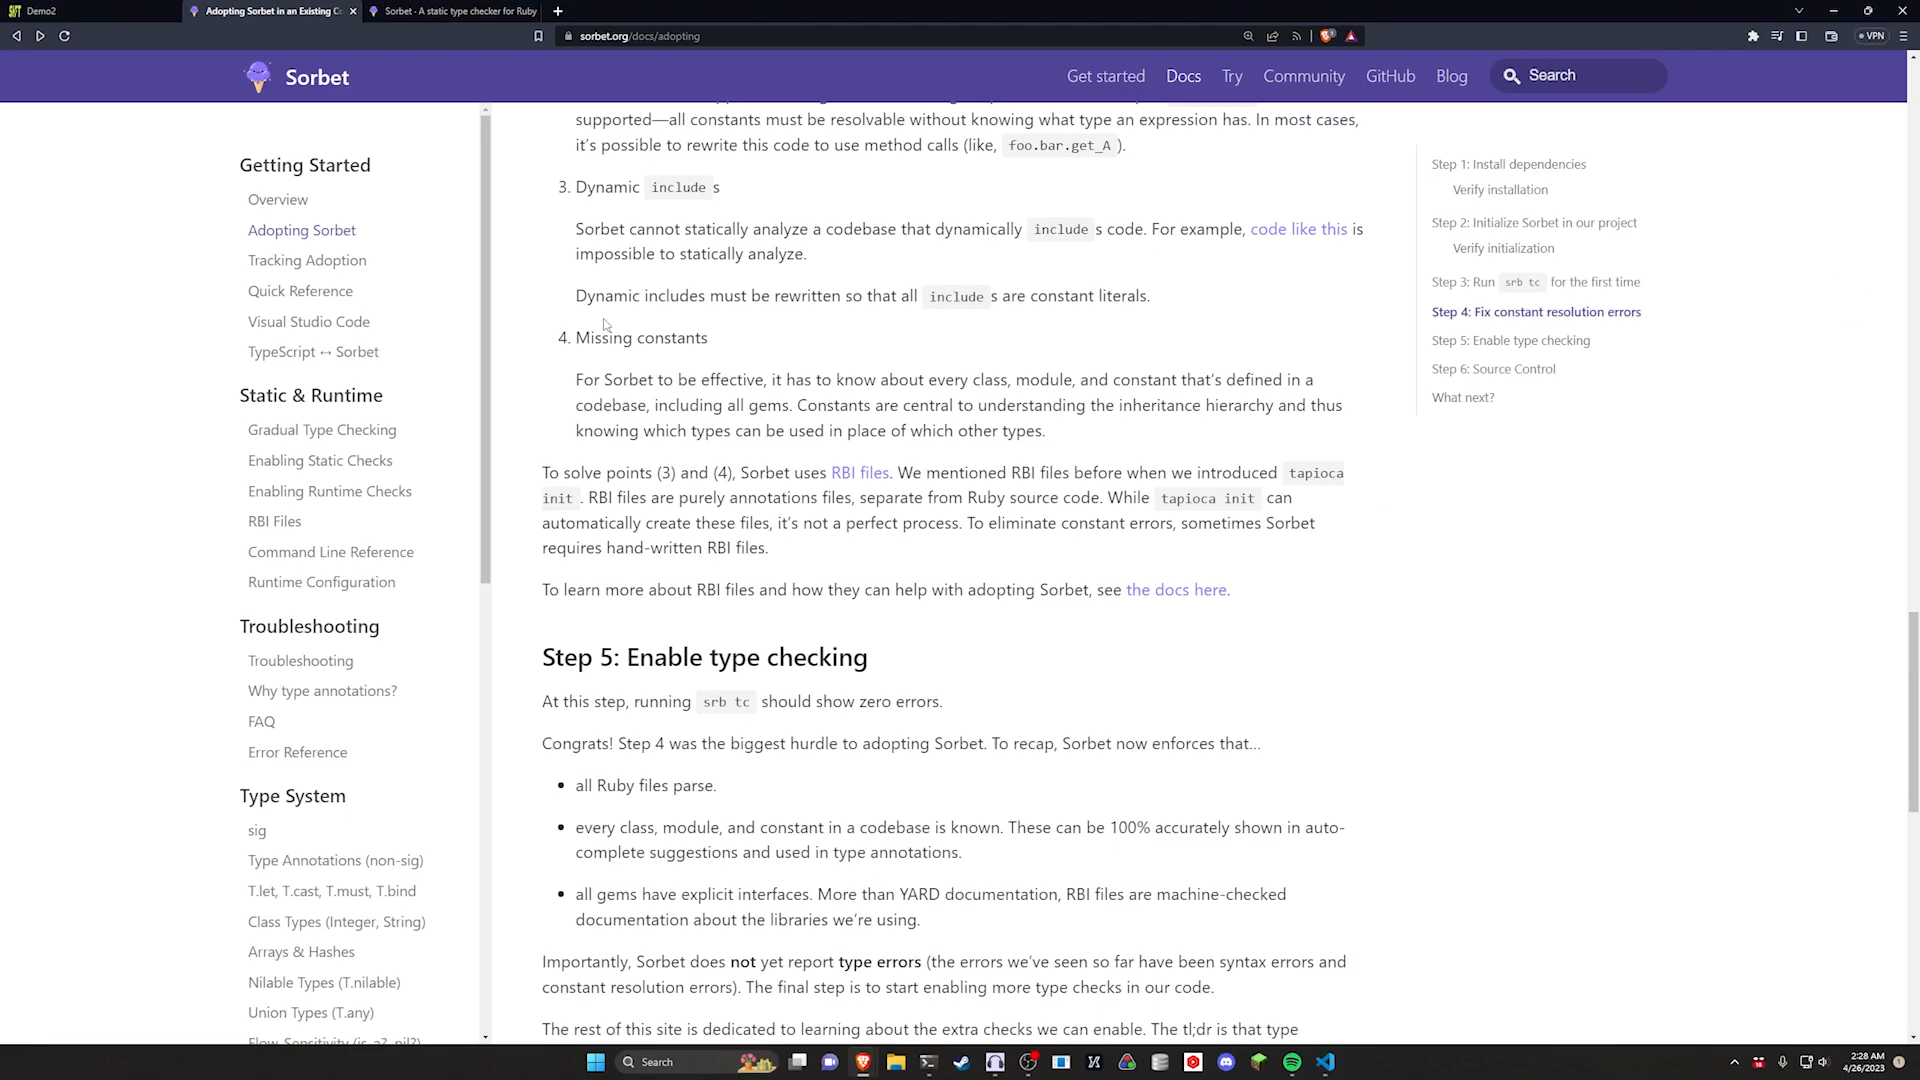 Demo2
Adopting Sorbet in an Existing Co
Sorbet · A static type checker for Ruby
sorbet.org/docs/adopting
VPN
Sorbet
Get started
Docs
Try
Community
GitHub
Blog
Search
Getting Started
Overview
Adopting Sorbet
Tracking Adoption
Quick Reference
Visual Studio Code
TypeScript ↔ Sorbet
Static & Runtime
Gradual Type Checking
Enabling Static Checks
Enabling Runtime Checks
RBI Files
Command Line Reference
Runtime Configuration
Troubleshooting
Troubleshooting
Why type annotations?
FAQ
Error Reference
Type System
sig
Type Annotations (non-sig)
T.let, T.cast, T.must, T.bind
Class Types (Integer, String)
Arrays & Hashes
Nilable Types (T.nilable)
Union Types (T.any)
Flow-Sensitivity (is_a?, nil?)
supported—all constants must be resolvable without knowing what type an expression has. In most cases,
it's possible to rewrite this code to use method calls (like, foo.bar.get_A ).
3. Dynamic include s
Sorbet cannot statically analyze a codebase that dynamically include s code. For example, code like this is
impossible to statically analyze.
Dynamic includes must be rewritten so that all include s are constant literals.
4. Missing constants
For Sorbet to be effective, it has to know about every class, module, and constant that's defined in a
codebase, including all gems. Constants are central to understanding the inheritance hierarchy and thus
knowing which types can be used in place of which other types.
To solve points (3) and (4), Sorbet uses RBI files. We mentioned RBI files before when we introduced tapioca
init . RBI files are purely annotations files, separate from Ruby source code. While tapioca init can
automatically create these files, it's not a perfect process. To eliminate constant errors, sometimes Sorbet
requires hand-written RBI files.
To learn more about RBI files and how they can help with adopting Sorbet, see the docs here.
Step 5: Enable type checking
At this step, running srb tc should show zero errors.
Congrats! Step 4 was the biggest hurdle to adopting Sorbet. To recap, Sorbet now enforces that…
• all Ruby files parse.
• every class, module, and constant in a codebase is known. These can be 100% accurately shown in auto-
complete suggestions and used in type annotations.
• all gems have explicit interfaces. More than YARD documentation, RBI files are machine-checked
documentation about the libraries we're using.
Importantly, Sorbet does not yet report type errors (the errors we've seen so far have been syntax errors and
constant resolution errors). The final step is to start enabling more type checks in our code.
The rest of this site is dedicated to learning about the extra checks we can enable. The tl;dr is that type
Step 1: Install dependencies
Verify installation
Step 2: Initialize Sorbet in our project
Verify initialization
Step 3: Run srb tc for the first time
Step 4: Fix constant resolution errors
Step 5: Enable type checking
Step 6: Source Control
What next?
Search
2:28 AM
4/26/2023